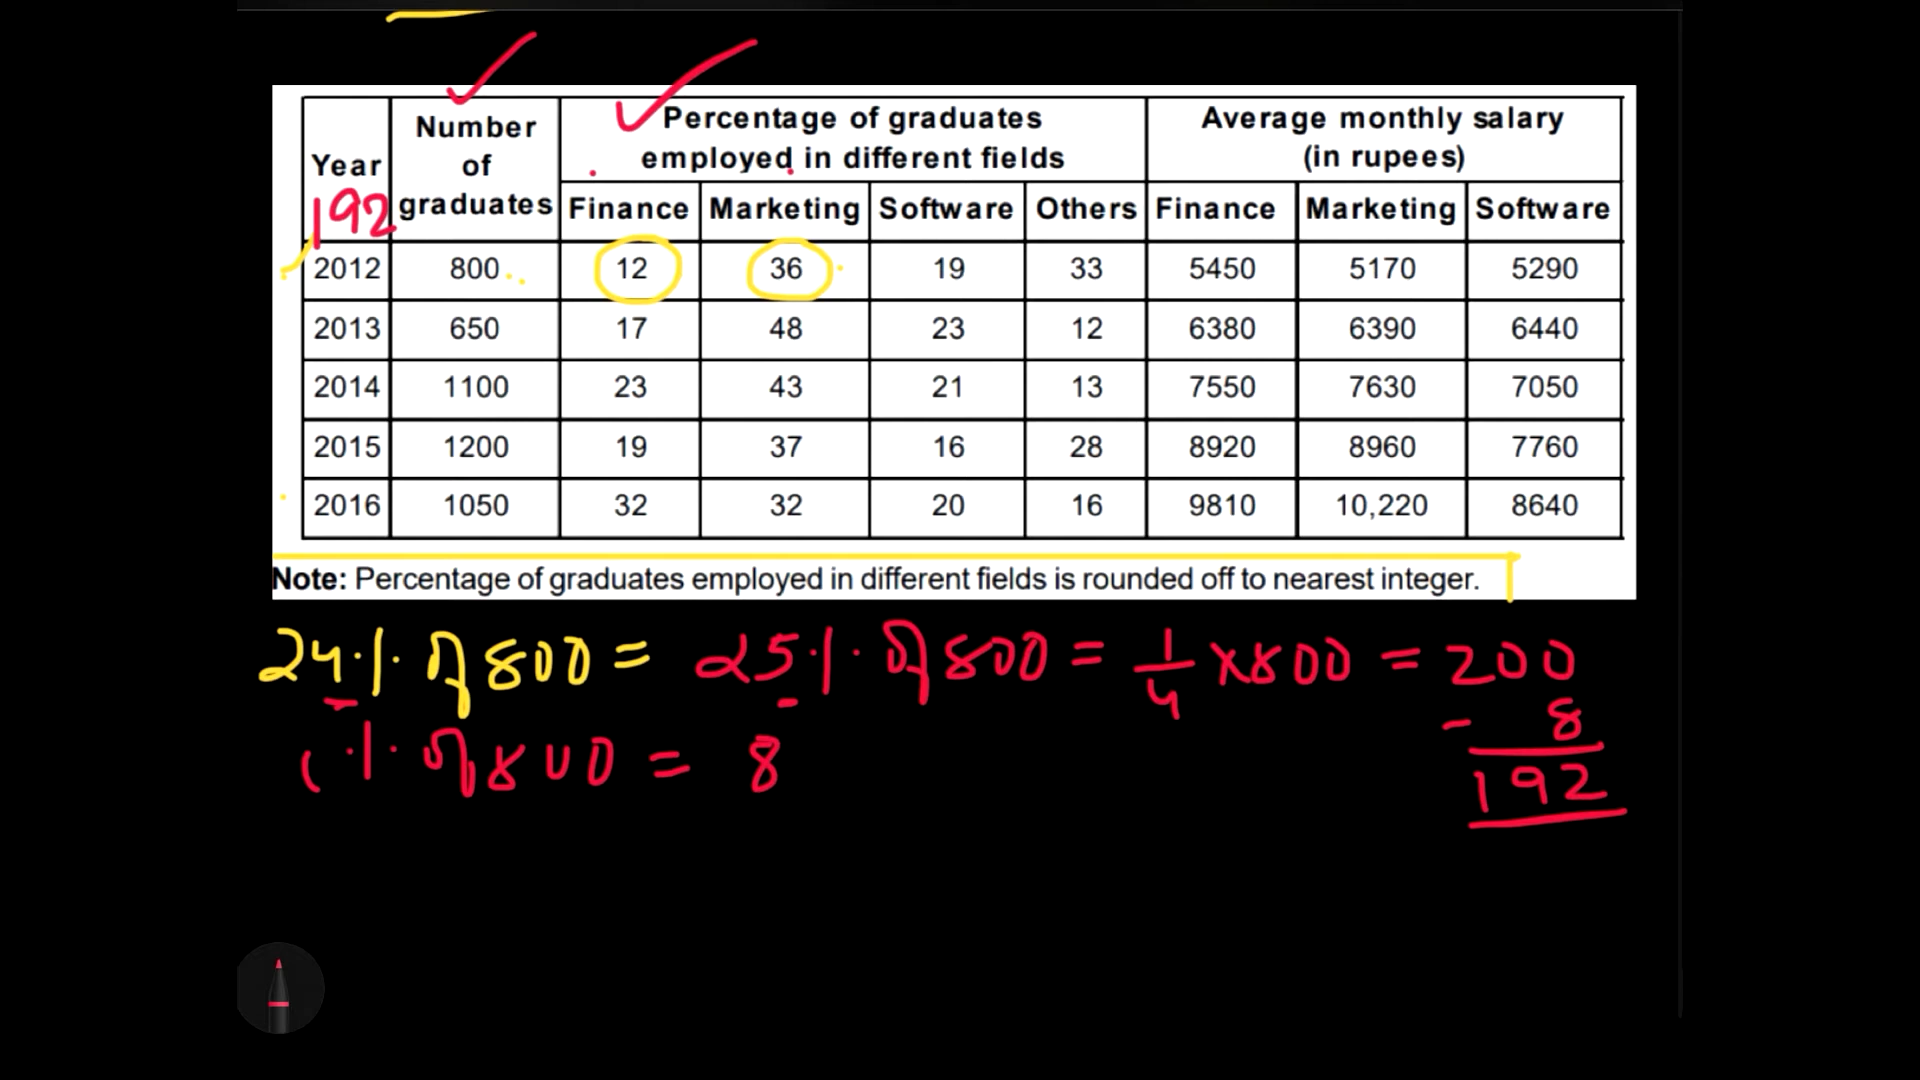 Year Number of graduates Percentage of graduates employed in different fields Average monthly salary (in rupees)
192
Finance Marketing Software Others Finance Marketing Software
2012 800 12 36 19 33 5450 5170 5290
2013 650 17 48 23 12 6380 6390 6440
2014 1100 23 43 21 13 7550 7630 7050
2015 1200 19 37 16 28 8920 8960 7760
2016 1050 32 32 20 16 9810 10,220 8640
Note: Percentage of graduates employed in different fields is rounded off to nearest integer.
24% of 800 = 25% of 800 = 1/4 x 800 = 200
- 8
1% of 800 = 8
192